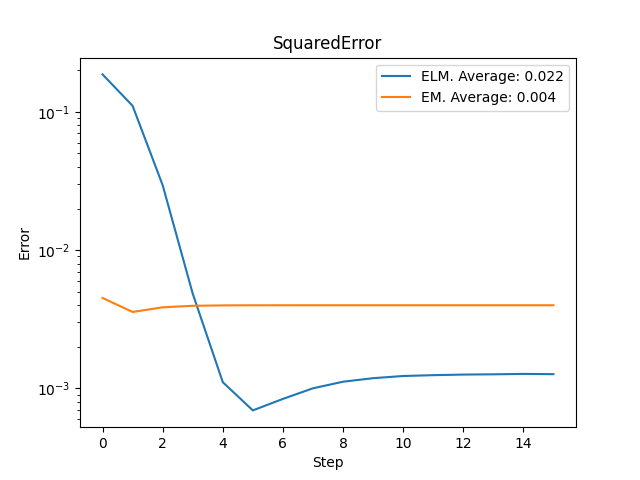 SquaredError
ELM. Average: 0.022
EM. Average: 0.004
Error
10⁻¹
10⁻²
10⁻³
0 2 4 6 8 10 12 14
Step